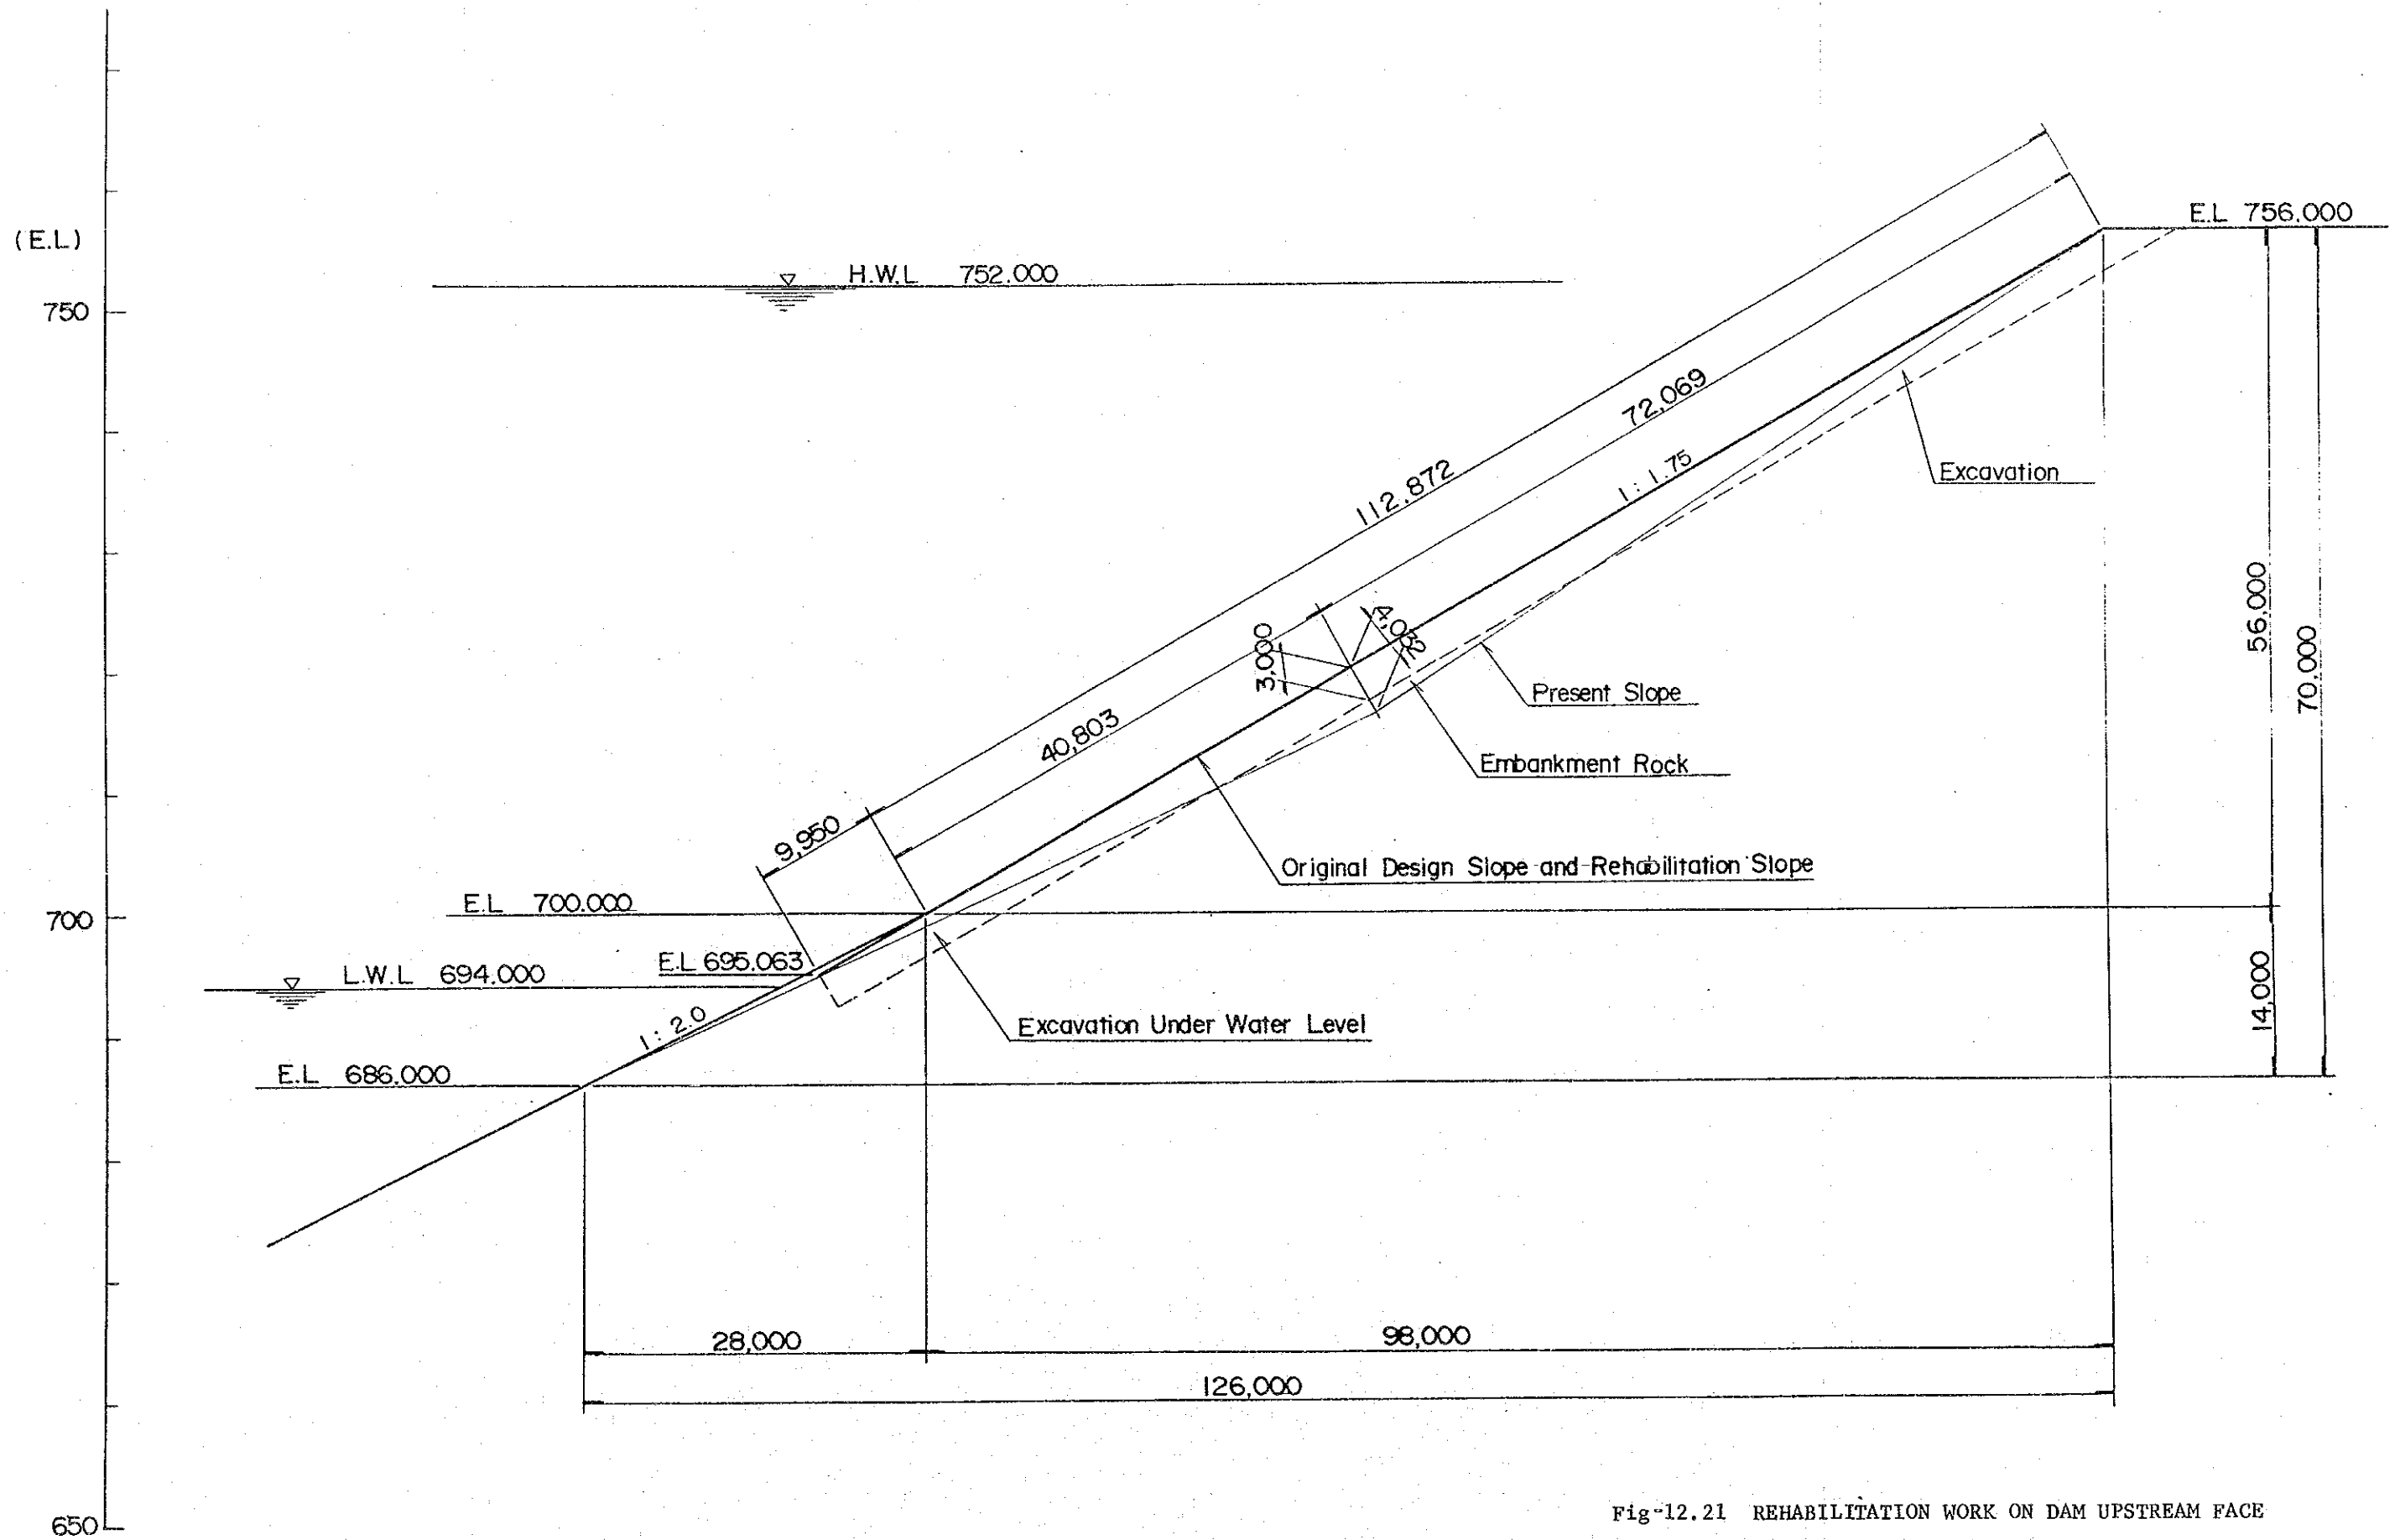 E.L 756.000
(E.L)
H.W.L 752.000
750
72,069
1:1.75
112.872
Excavation
56.000
4,032
3,000
70.000
Present Slope
40,803
Embankment Rock
9,950
Original Design Slope and Rehabilitation Slope
E.L 700.000
700
E.L 695.063
L.W.L 694.000
14,000
1:2.0
Excavation Under Water Level
E.L 686.000
28,000
98,000
126,000
Fig-12.21 REHABILITATION WORK ON DAM UPSTREAM FACE
650